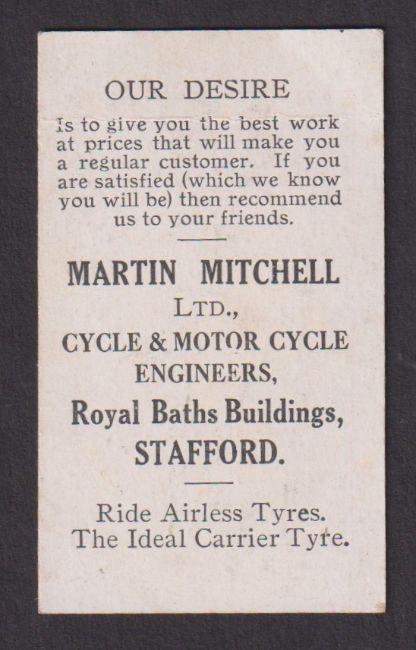 OUR DESIRE
Is to give you the best work
at prices that will make you
a regular customer. If you
are satisfied (which we know
you will be) then recommend
us to your friends.
MARTIN MITCHELL
LTD.,
CYCLE & MOTOR CYCLE
ENGINEERS,
Royal Baths Buildings,
STAFFORD.
Ride Airless Tyres.
The Ideal Carrier Tyre.